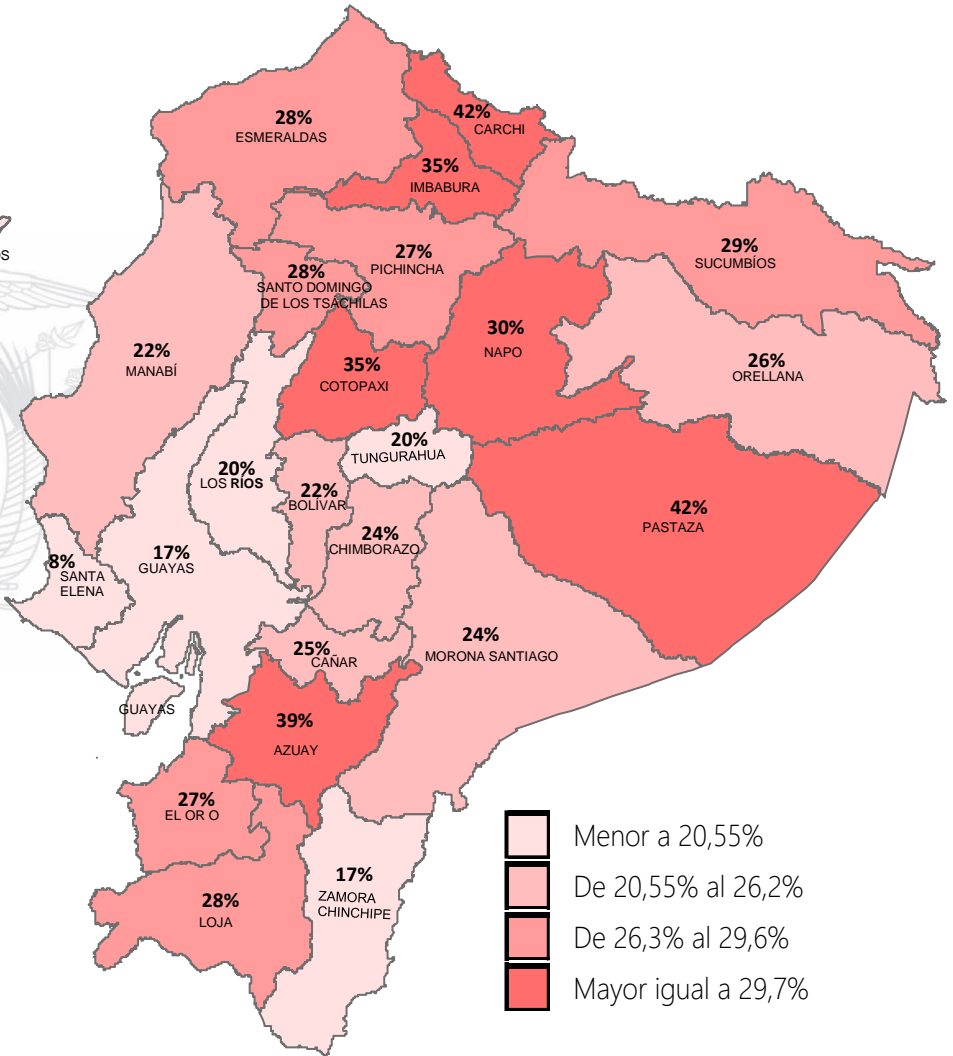 42%
CARCHI
28%
ESMERALDAS
35%
IMBABURA
OS
29%
SUCUMBÍOS
27%
PICHINCHA
28%
SANTO DOMINGO
DE LOS TSÁCHILAS
30%
NAPO
22%
MANABÍ
35%
COTOPAXI
26%
ORELLANA
20%
TUNGURAHUA
20%
LOS RÍOS
22%
BOLÍVAR
42%
PASTAZA
24%
CHIMBORAZO
17%
GUAYAS
8%
SANTA
ELENA
24%
MORONA SANTIAGO
25%
CAÑAR
GUAYAS
39%
AZUAY
27%
EL OR O
17%
ZAMORA
CHINCHIPE
28%
LOJA
Menor a 20,55%
De 20,55% al 26,2%
De 26,3% al 29,6%
Mayor igual a 29,7%